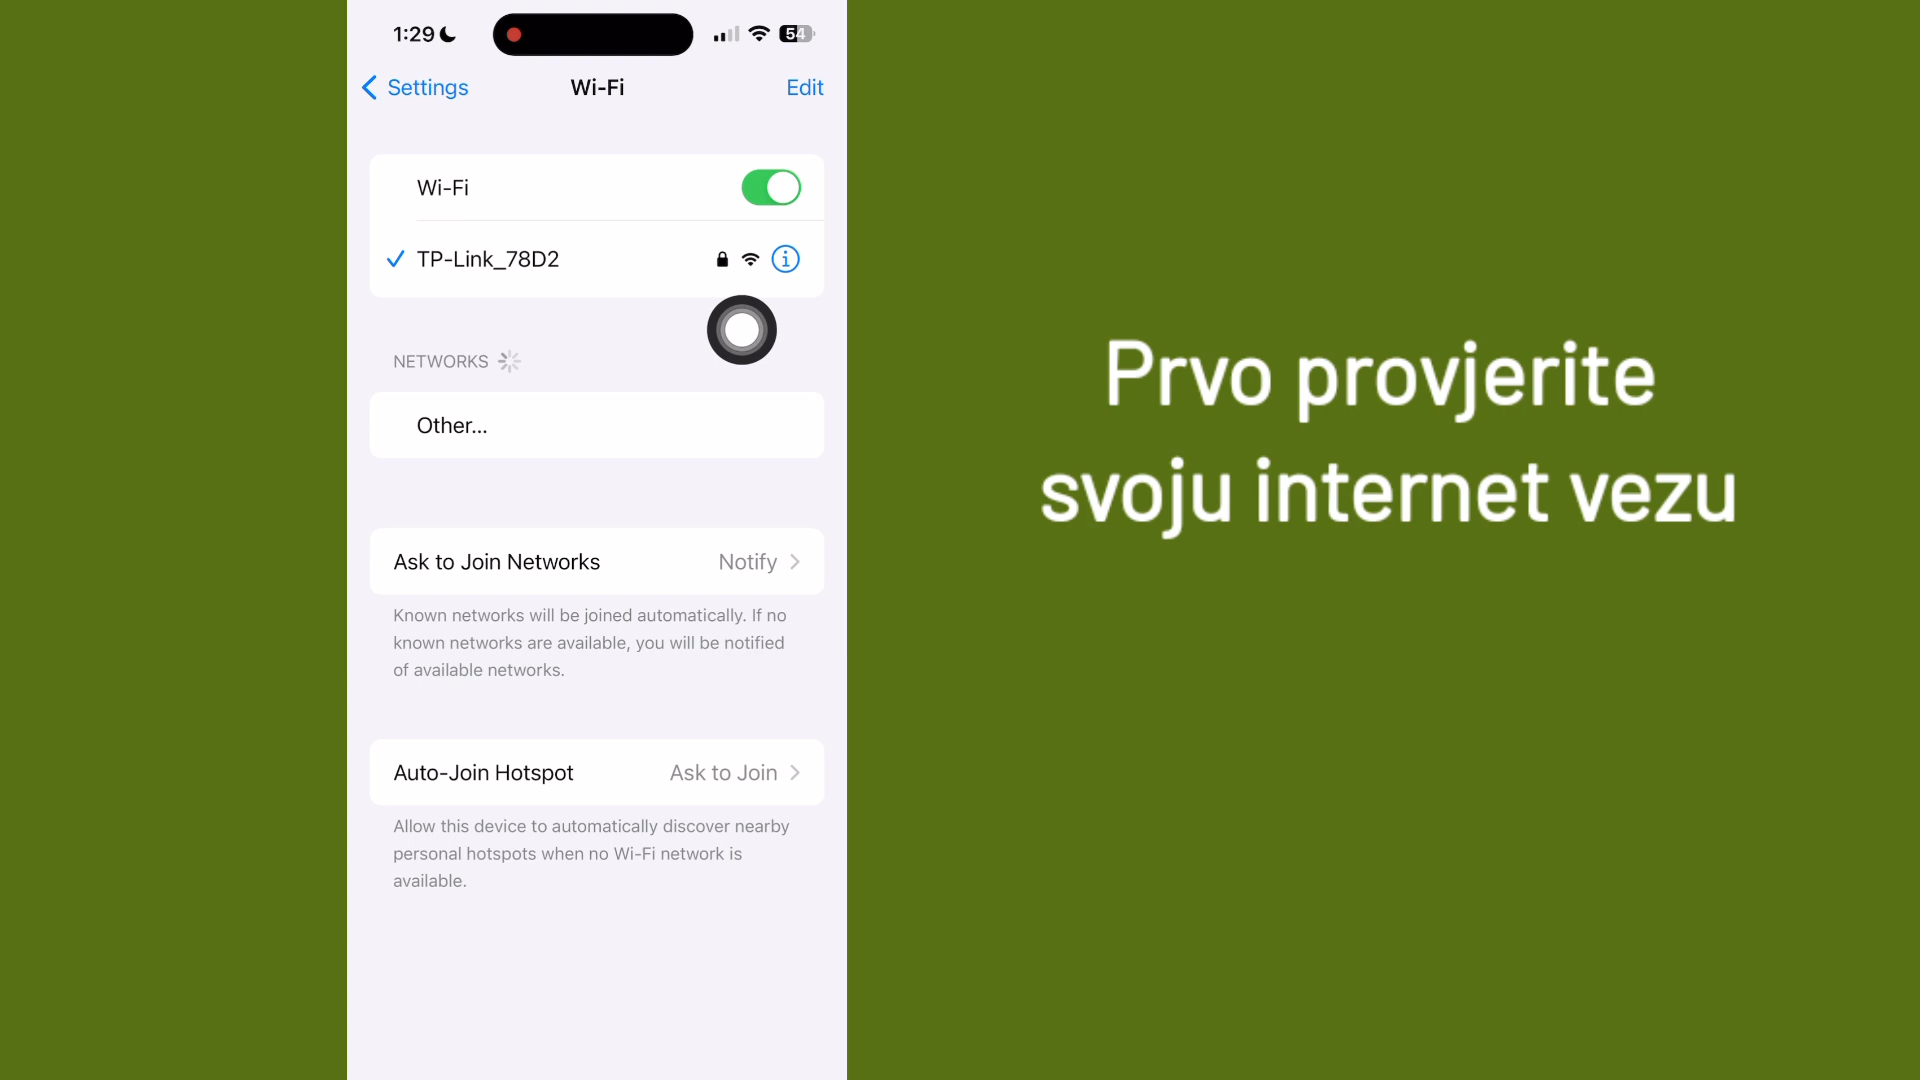 1:29
54
Settings
Wi-Fi
Edit
Wi-Fi
TP-Link_78D2
NETWORKS
Other...
Ask to Join Networks
Notify
Known networks will be joined automatically. If no
known networks are available, you will be notified
of available networks.
Auto-Join Hotspot
Ask to Join
Allow this device to automatically discover nearby
personal hotspots when no Wi-Fi network is
available.
Prvo provjerite
svoju internet vezu